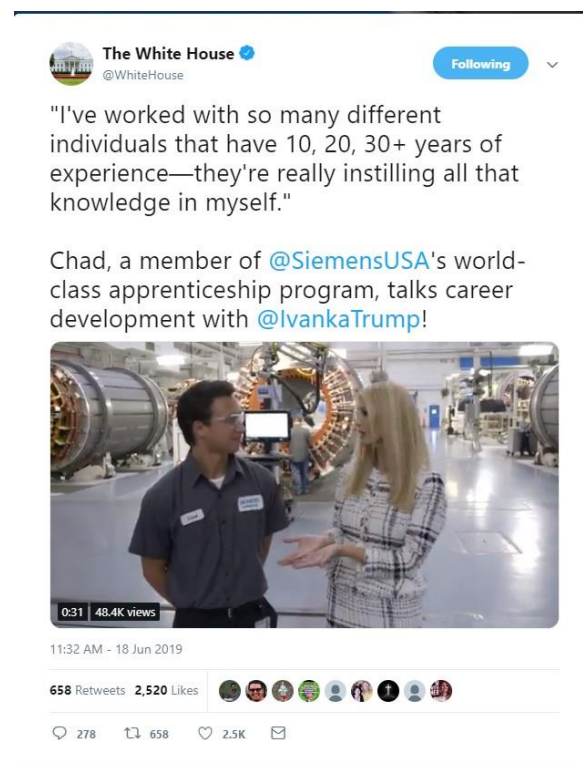 The White House
@WhiteHouse
Following
"I've worked with so many different
individuals that have 10, 20, 30+ years of
experience—they're really instilling all that
knowledge in myself."
Chad, a member of @SiemensUSA's world-
class apprenticeship program, talks career
development with @IvankaTrump!
0:31 48.4K views
11:32 AM - 18 Jun 2019
658 Retweets 2,520 Likes
278 658 2.5K